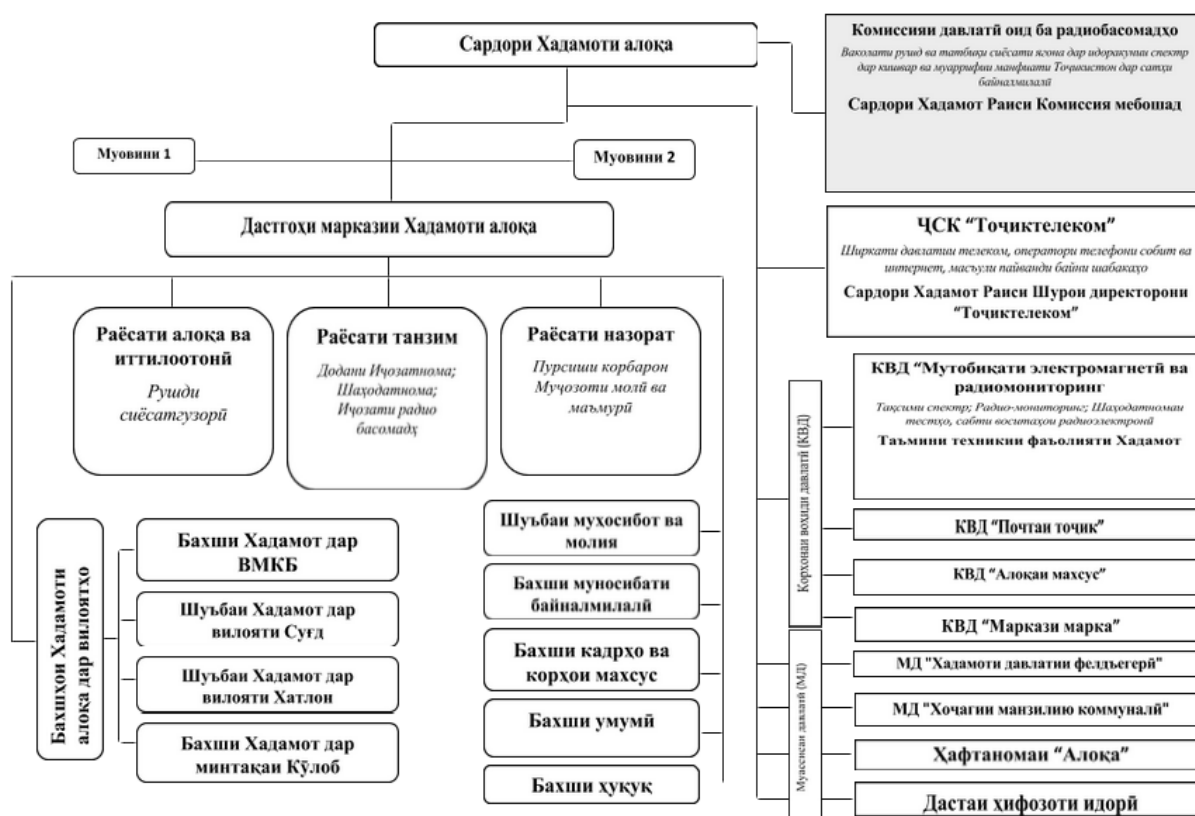 Сардори Хадамоти алоқа
Комиссияи давлатӣ оид ба радиобасомадҳо
Ваколати рушд ва татбиқи сиёсати ягона дар идоракунии спектр
дар кишвар ва муаррифии манфиати Тоҷикистон дар сатҳи
байналмилалӣ
Сардори Хадамот Раиси Комиссия мебошад
Муовини 1
Муовини 2
Дастгоҳи марказии Хадамоти алоқа
ҶСК “Тоҷиктелеком”
Ширкати давлатии телеком, оператори телефони собит ва
интернет, масъули пайванди байни шабакаҳо
Сардори Хадамот Раиси Шурои директорони
“Тоҷиктелеком”
Раёсати алоқа ва
иттилоотонӣ
Рушди
сиёсатгузорӣ
Раёсати танзим
Додани Иҷозатнома;
Шаҳодатнома;
Иҷозати радио
басомадҳ
Раёсати назорат
Пурсиши корбарон
Муҷозоти молӣ ва
маъмурӣ
Корхонаи воҳиди давлатӣ (КВД)
КВД “Мутобиқати электромагнетӣ ва
радиомониторинг
Тақсими спектр; Радио-мониторинг; Шаҳодатномаи
тестҳо, сабти воситаҳои радиоэлектронӣ
Таъмини техникии фаъолияти Хадамот
КВД “Почтаи тоҷик”
КВД “Алоқаи махсус”
КВД “Маркази марка”
Бахшҳои Хадамоти
алоқа дар вилоятҳо
Бахши Хадамот дар
ВМКБ
Шуъбаи Хадамот дар
вилояти Суғд
Шуъбаи Хадамот дар
вилояти Хатлон
Бахши Хадамот дар
минтақаи Кӯлоб
Шуъбаи муҳосибот ва
молия
Бахши муносибати
байналмилалӣ
Бахши кадрҳо ва
корҳои махсус
Бахши умумӣ
Бахши ҳуқуқ
Муассисаи давлатӣ (МД)
МД "Хадамоти давлатии фелдъегерӣ"
МД "Хоҷагии манзилию коммуналӣ"
Ҳафтаномаи “Алоқа”
Дастаи ҳифозоти идорӣ